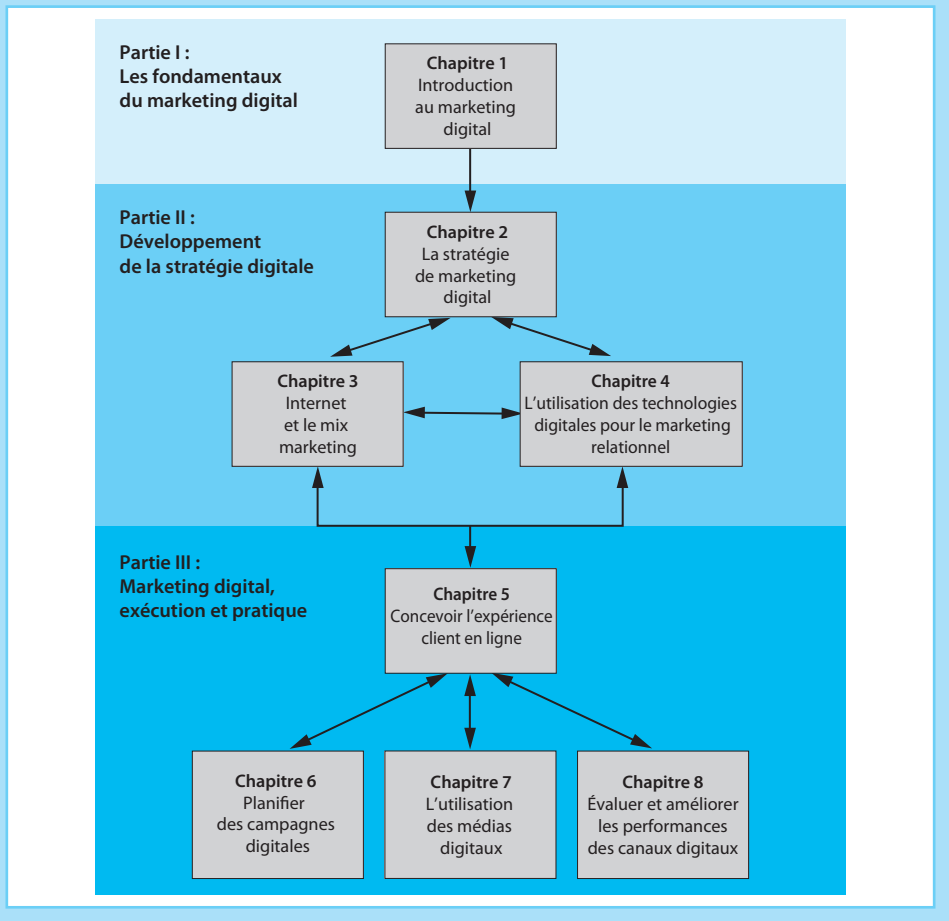 Partie I :
Les fondamentaux
du marketing digital
Chapitre 1
Introduction
au marketing
digital
Partie II :
Développement
de la stratégie digitale
Chapitre 2
La stratégie
de marketing
digital
Chapitre 3
Internet
et le mix
marketing
Chapitre 4
L'utilisation des technologies
digitales pour le marketing
relationnel
Partie III :
Marketing digital,
exécution et pratique
Chapitre 5
Concevoir l'expérience
client en ligne
Chapitre 6
Planifier
des campagnes
digitales
Chapitre 7
L'utilisation
des médias
digitaux
Chapitre 8
Évaluer et améliorer
les performances
des canaux digitaux